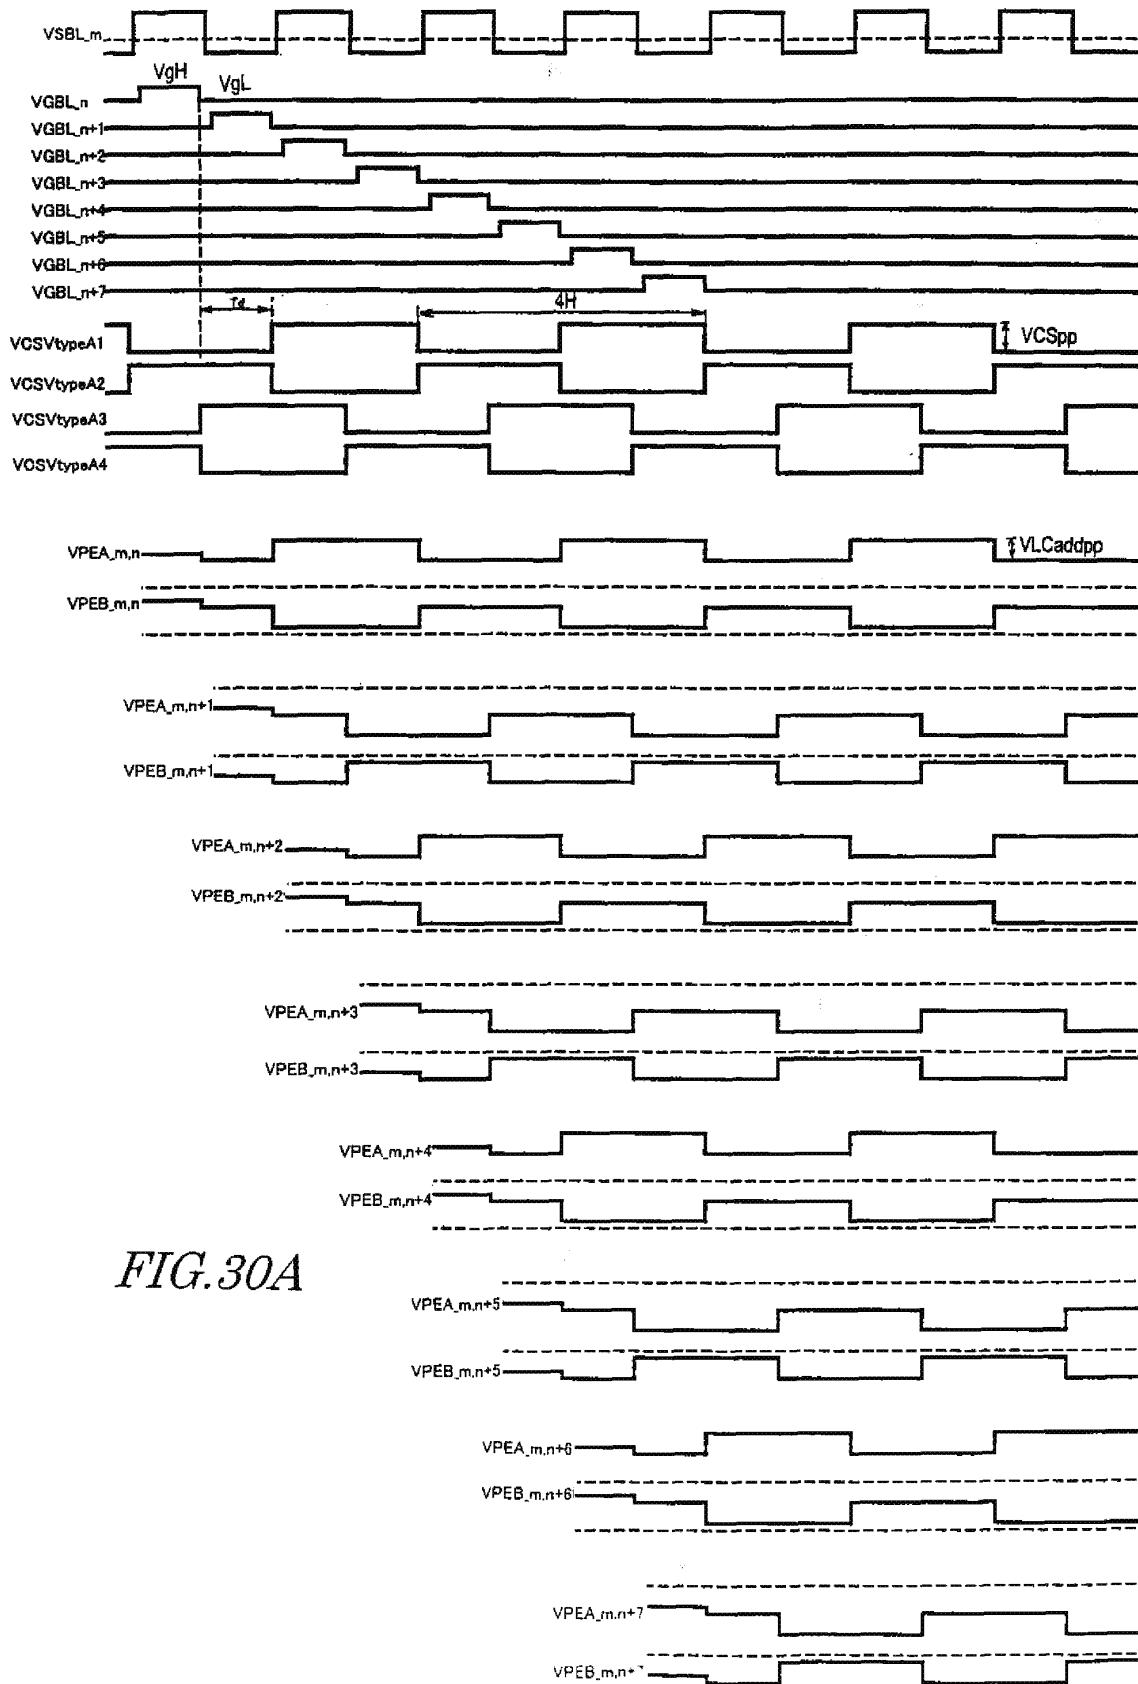 VSBL_m
VgH
VgL
VGBL_n
VGBL_n+1
VGBL_n+2
VGBL_n+3
VGBL_n+4
VGBL_n+5
VGBL_n+6
VGBL_n+7
Td
4H
VCSVtypeA1
VCSpp
VCSVtypeA2
VCSVtypeA3
VCSVtypeA4
VPEA_m,n
VLCaddpp
VPEB_m,n
VPEA_m,n+1
VPEB_m,n+1
VPEA_m,n+2
VPEB_m,n+2
VPEA_m,n+3
VPEB_m,n+3
VPEA_m,n+4
VPEB_m,n+4
FIG.30A
VPEA_m,n+5
VPEB_m,n+5
VPEA_m,n+6
VPEB_m,n+6
VPEA_m,n+7
VPEB_m,n+7